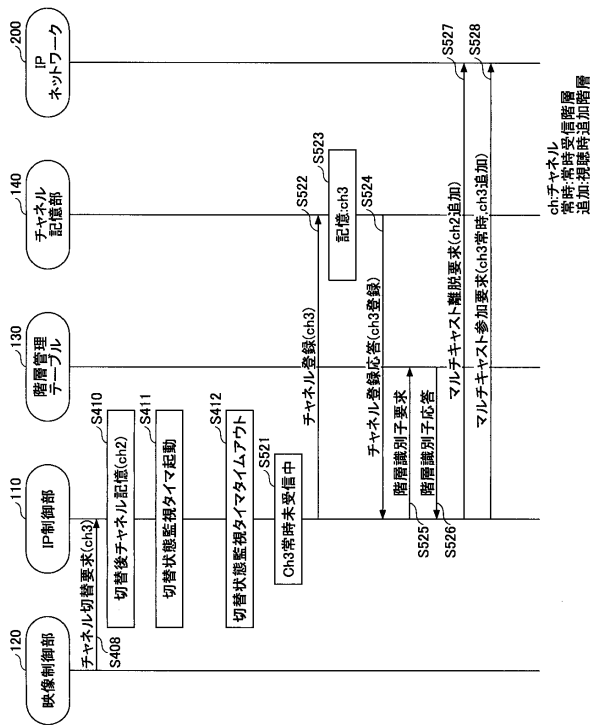 120
映像制御部
110
IP制御部
130
階層管理
テーブル
140
チャネル
記憶部
200
IP
ネットワーク
チャネル切替要求(ch3)
S408
S410
切替後チャネル記憶(ch2)
S411
切替状態監視タイマ起動
S412
切替状態監視タイマタイムアウト
S521
Ch3常時未受信中
チャネル登録(ch3)
S522
S523
記憶:ch3
チャネル登録応答(ch3登録)
S524
階層識別子要求
S525
階層識別子応答
S526
マルチキャスト離脱要求(ch2追加)
S527
マルチキャスト参加要求(ch3常時,ch3追加)
S528
ch:チャネル
常時:常時受信階層
追加:視聴時追加階層